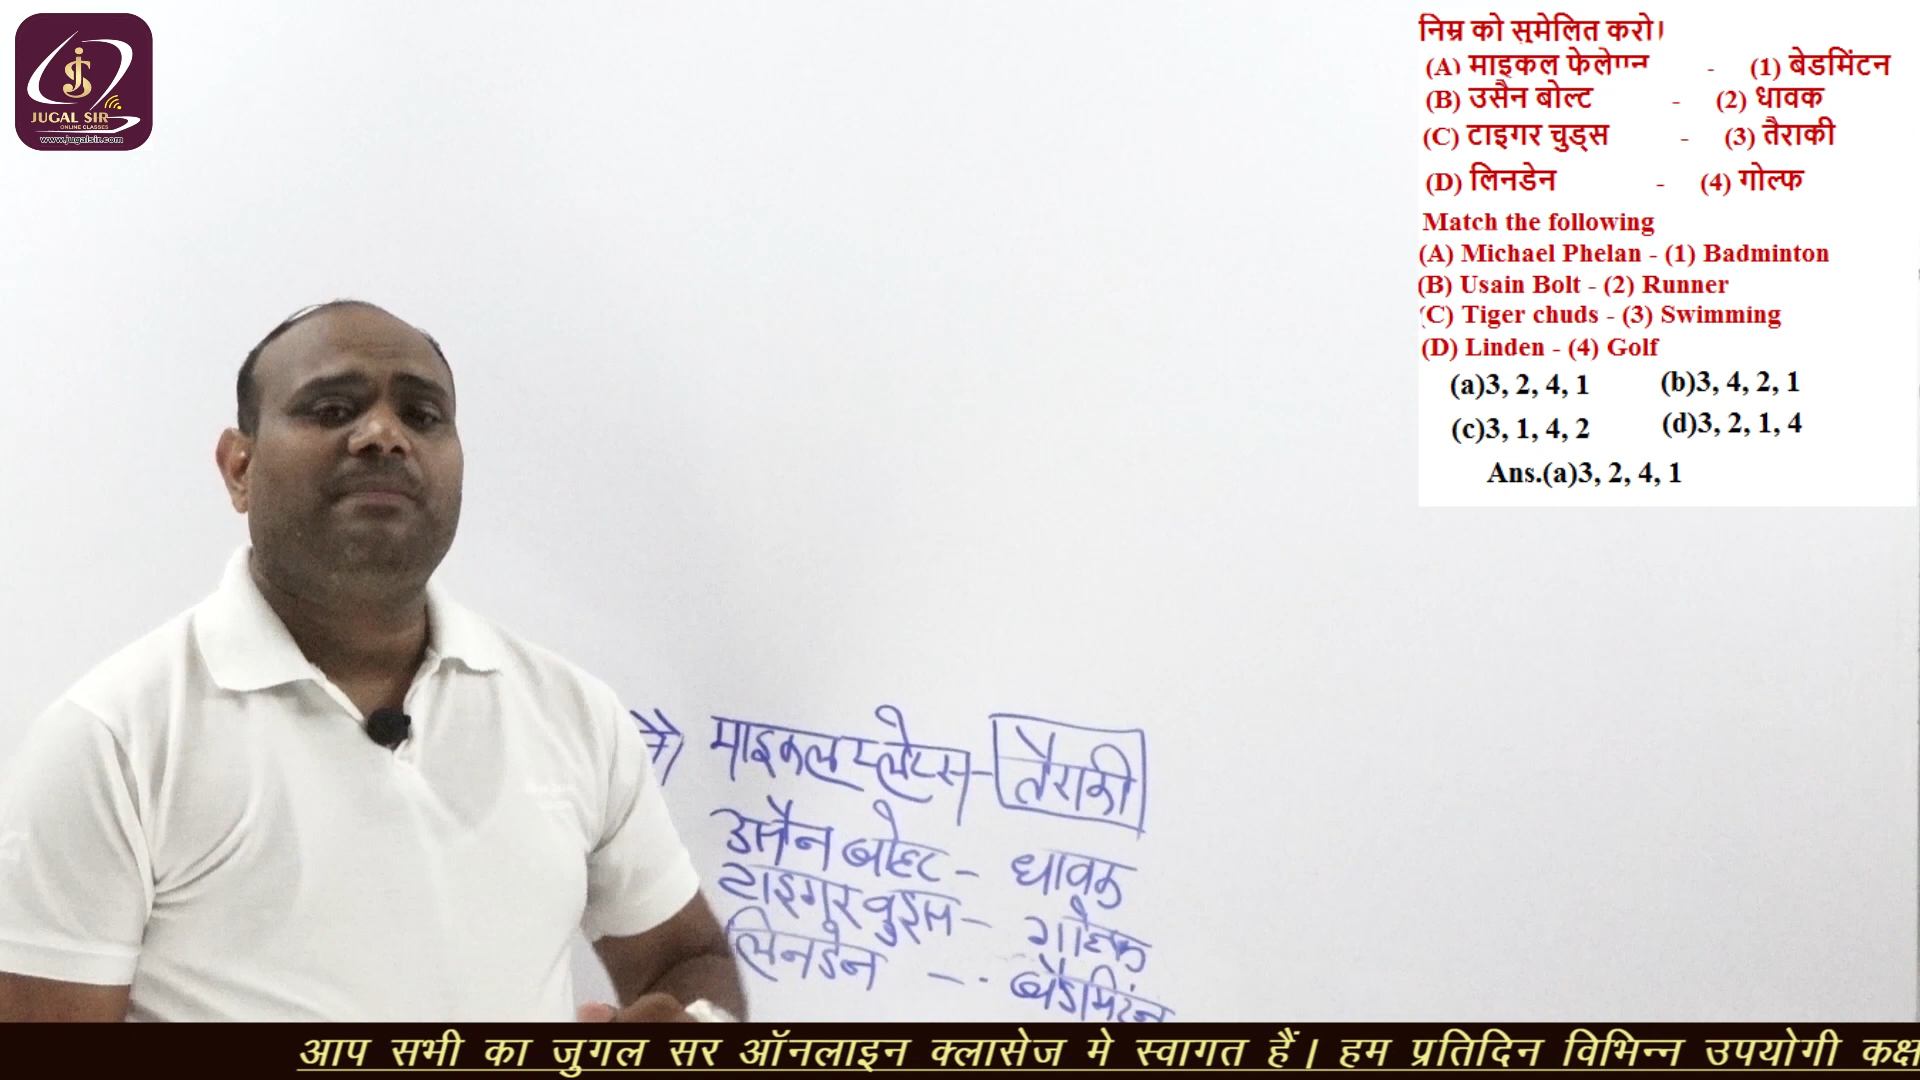 JUGAL SIR
ONLINE CLASSES
www.jugalsir.com
निम्न को सुमेलित करो।
(A) माइकल - (1) बेडमिंटन
(B) उसैन बोल्ट - (2) धावक
(C) टाइगर चुड्स - (3) तैराकी
(D) लिनडेन - (4) गोल्फ
Match the following
(A) Michael Phelan - (1) Badminton
(B) Usain Bolt - (2) Runner
(C) Tiger chuds - (3) Swimming
(D) Linden - (4) Golf
(a)3, 2, 4, 1 (b)3, 4, 2, 1
(c)3, 1, 4, 2 (d)3, 2, 1, 4
Ans.(a)3, 2, 4, 1
माइकल - तैराकी
उसैन बोल्ट - धावक
टाइगर वुड्स - गोल्फ
लिनडेन - बैडमिंटन
आप सभी का जुगल सर ऑनलाइन क्लासेज मे स्वागत हैं। हम प्रतिदिन विभिन्न उपयोगी कक्ष